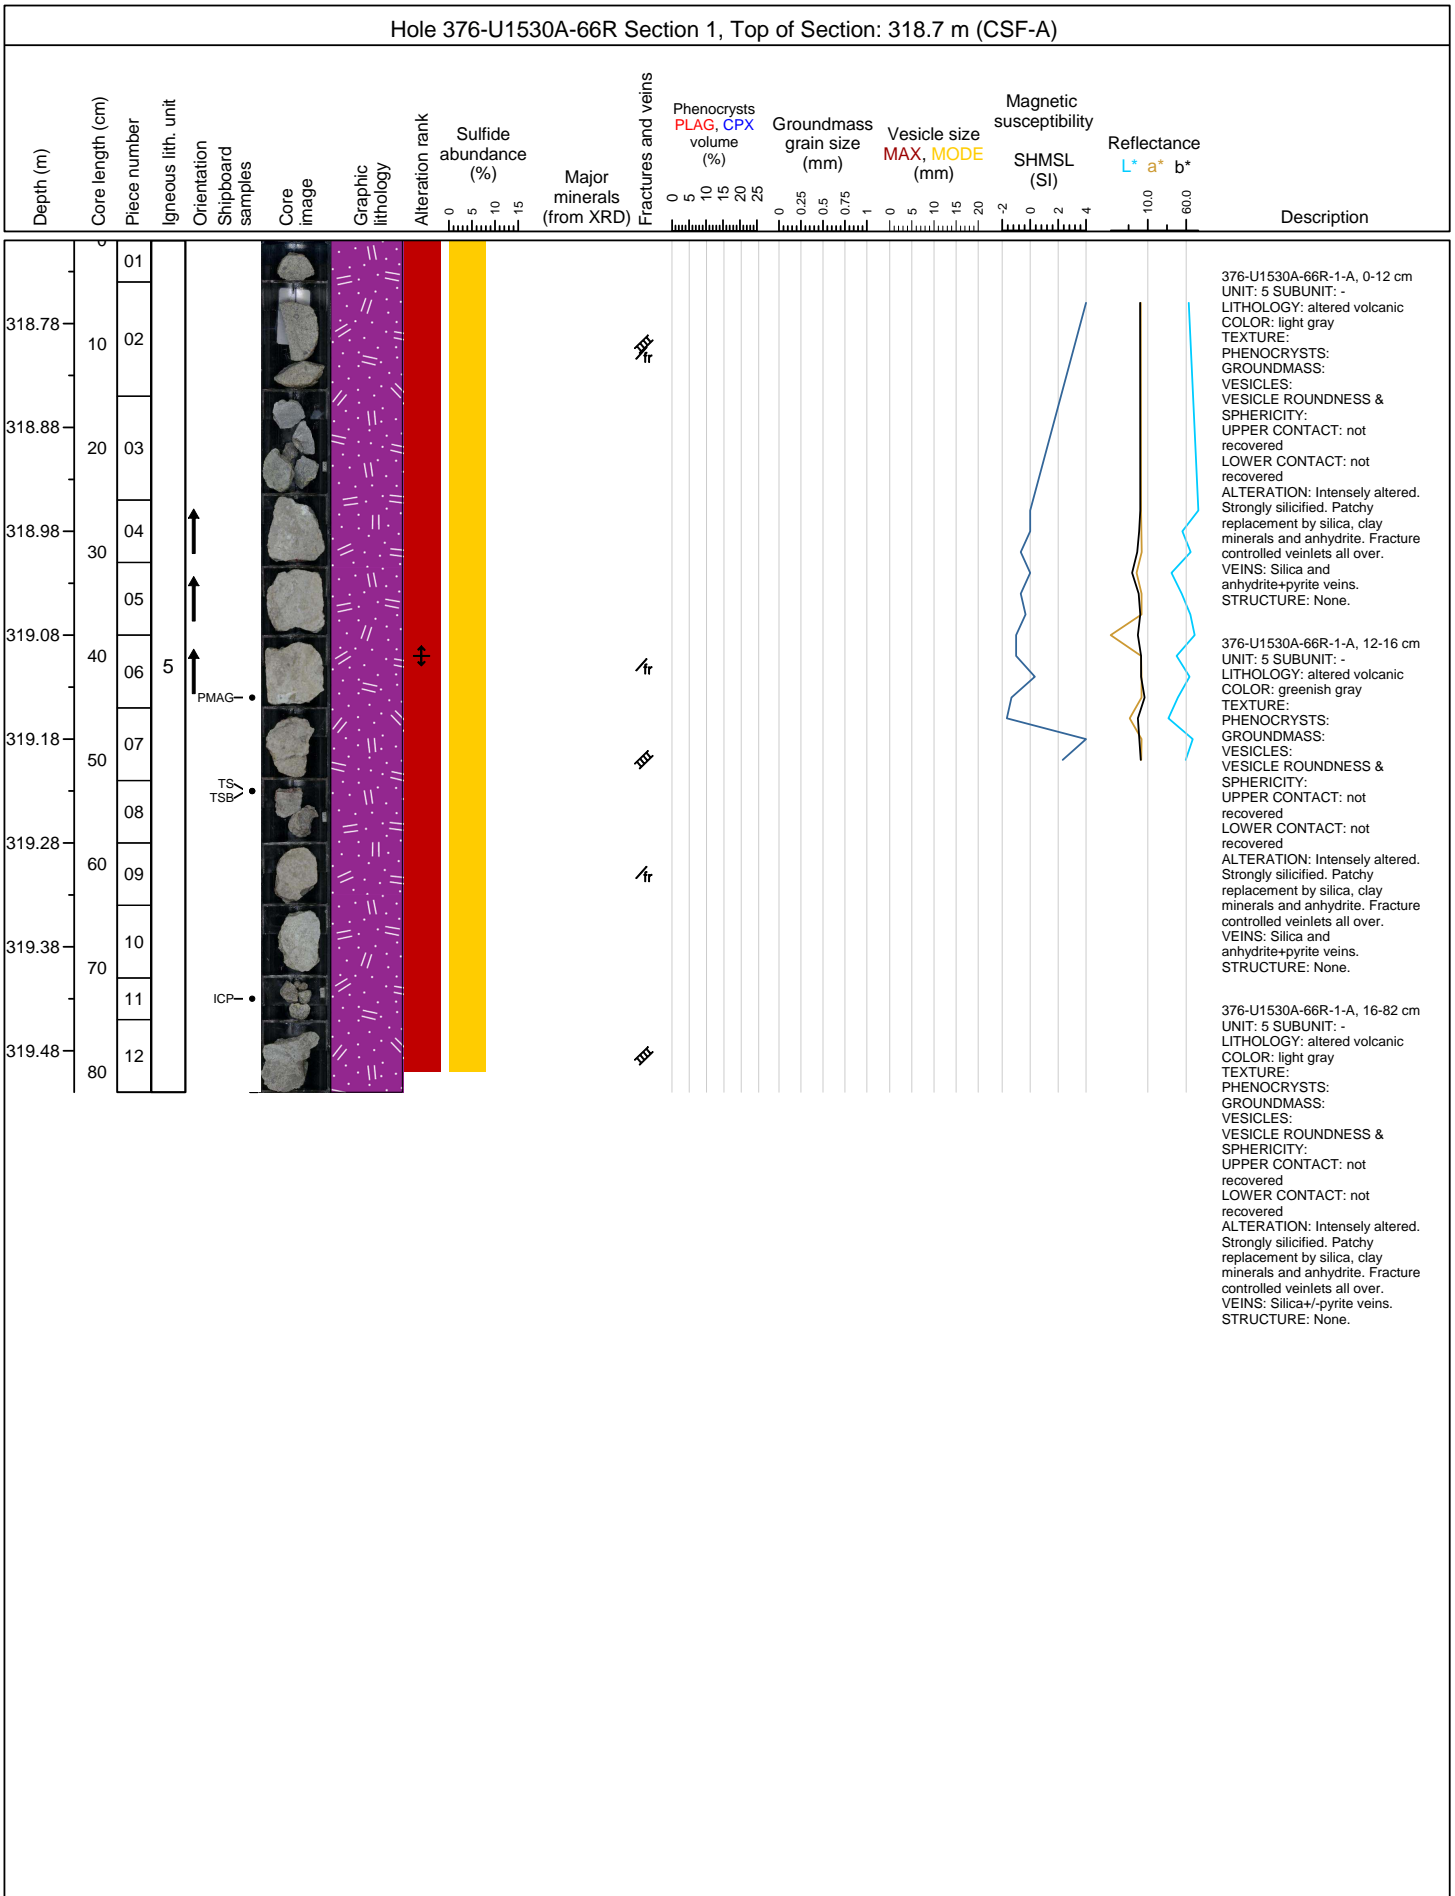 Hole 376-U1530A-66R Section 1, Top of Section: 318.7 m (CSF-A)
Depth (m)
Core length (cm)
Piece number
Igneous lith. unit
Orientation
Shipboard
samples
Core
image
Graphic
lithology
Alteration rank
Sulfide
abundance
(%)
0 5 10 15
Major
minerals
(from XRD)
Fractures and veins
Phenocrysts
PLAG, CPX
volume
(%)
0 5 10 15 20 25
Groundmass
grain size
(mm)
0 0.25 0.5 0.75 1
Vesicle size
MAX, MODE
(mm)
0 5 10 15 20
Magnetic
susceptibility
SHMSL
(SI)
-2 0 2 4
Reflectance
L* a* b*
10.0 60.0
Description
318.78
318.88
318.98
319.08
319.18
319.28
319.38
319.48
0
10
20
30
40
50
60
70
80
01
02
03
04
05
06
07
08
09
10
11
12
5
PMAG
TS
TSB
ICP
fr
fr
fr
376-U1530A-66R-1-A, 0-12 cm
UNIT: 5 SUBUNIT: -
LITHOLOGY: altered volcanic
COLOR: light gray
TEXTURE:
PHENOCRYSTS:
GROUNDMASS:
VESICLES:
VESICLE ROUNDNESS &
SPHERICITY:
UPPER CONTACT: not
recovered
LOWER CONTACT: not
recovered
ALTERATION: Intensely altered.
Strongly silicified. Patchy
replacement by silica, clay
minerals and anhydrite. Fracture
controlled veinlets all over.
VEINS: Silica and
anhydrite+pyrite veins.
STRUCTURE: None.
376-U1530A-66R-1-A, 12-16 cm
UNIT: 5 SUBUNIT: -
LITHOLOGY: altered volcanic
COLOR: greenish gray
TEXTURE:
PHENOCRYSTS:
GROUNDMASS:
VESICLES:
VESICLE ROUNDNESS &
SPHERICITY:
UPPER CONTACT: not
recovered
LOWER CONTACT: not
recovered
ALTERATION: Intensely altered.
Strongly silicified. Patchy
replacement by silica, clay
minerals and anhydrite. Fracture
controlled veinlets all over.
VEINS: Silica and
anhydrite+pyrite veins.
STRUCTURE: None.
376-U1530A-66R-1-A, 16-82 cm
UNIT: 5 SUBUNIT: -
LITHOLOGY: altered volcanic
COLOR: light gray
TEXTURE:
PHENOCRYSTS:
GROUNDMASS:
VESICLES:
VESICLE ROUNDNESS &
SPHERICITY:
UPPER CONTACT: not
recovered
LOWER CONTACT: not
recovered
ALTERATION: Intensely altered.
Strongly silicified. Patchy
replacement by silica, clay
minerals and anhydrite. Fracture
controlled veinlets all over.
VEINS: Silica+/-pyrite veins.
STRUCTURE: None.